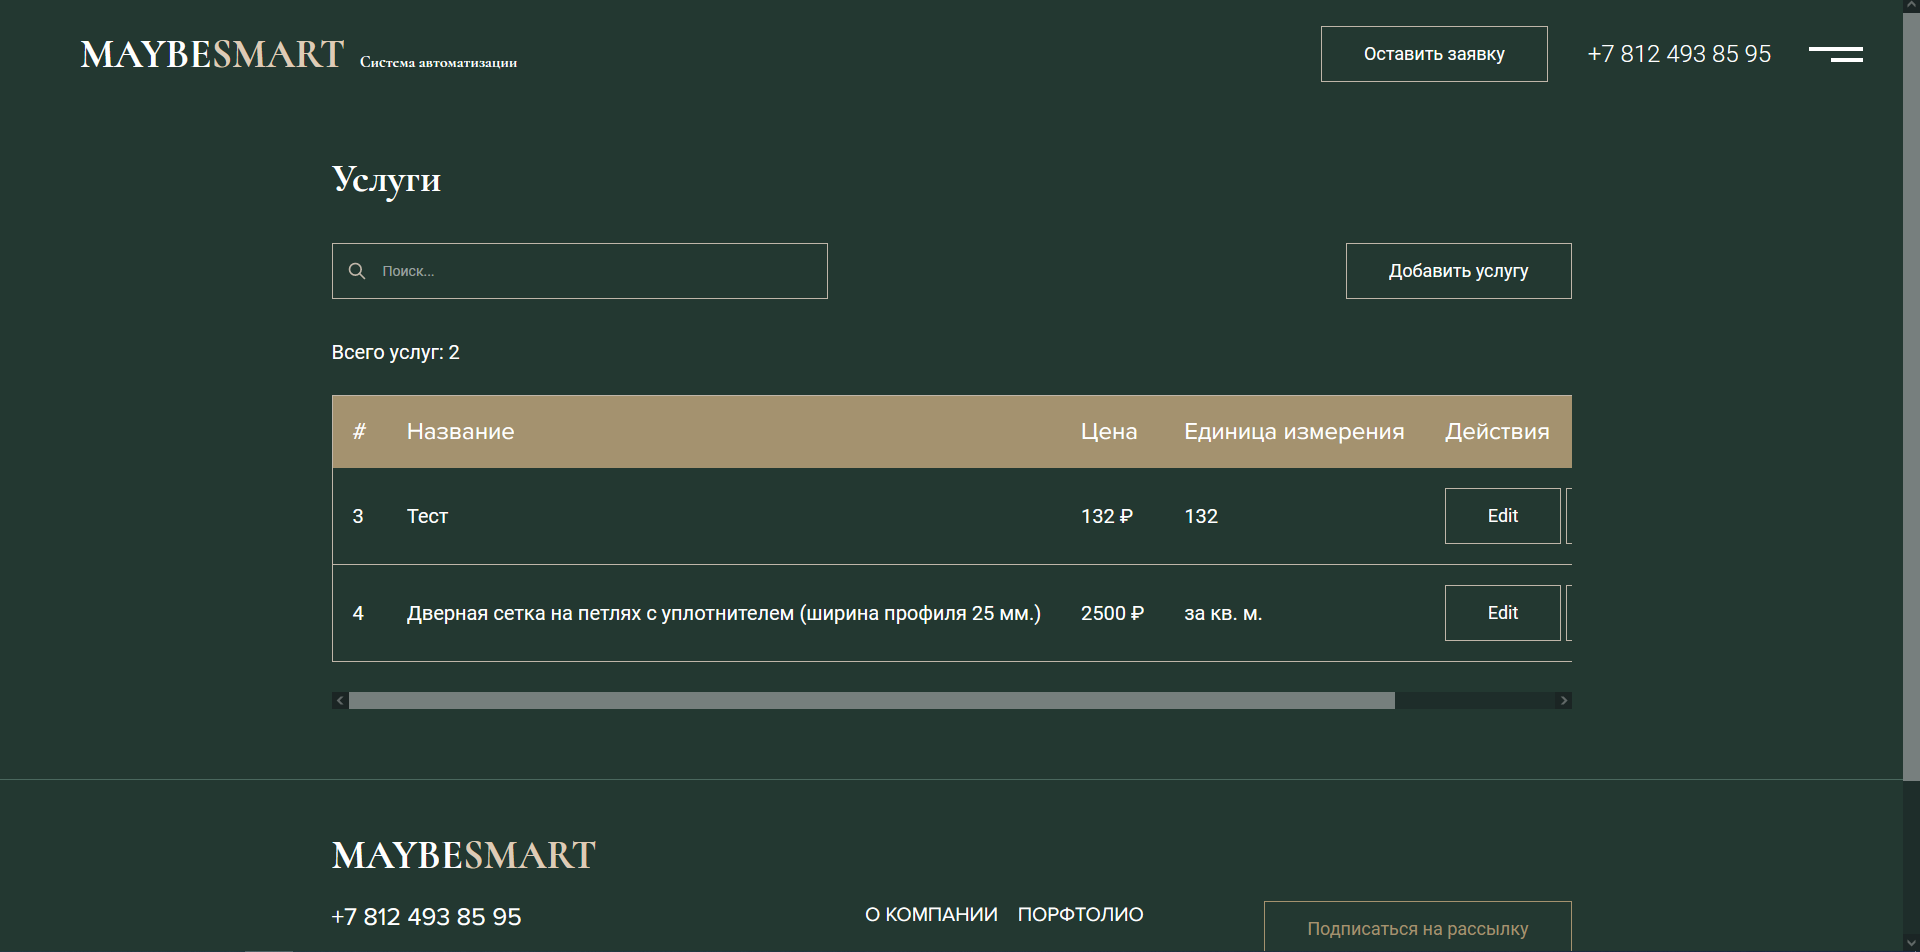 MAYBESMART Система автоматизации
Оставить заявку
+7 812 493 85 95
Услуги
Поиск...
Добавить услугу
Всего услуг: 2
# Название Цена Единица измерения Действия
3 Тест 132 ₽ 132 Edit
4 Дверная сетка на петлях с уплотнителем (ширина профиля 25 мм.) 2500 ₽ за кв. м. Edit
MAYBESMART
+7 812 493 85 95
О КОМПАНИИ ПОРФТОЛИО
Подписаться на рассылку